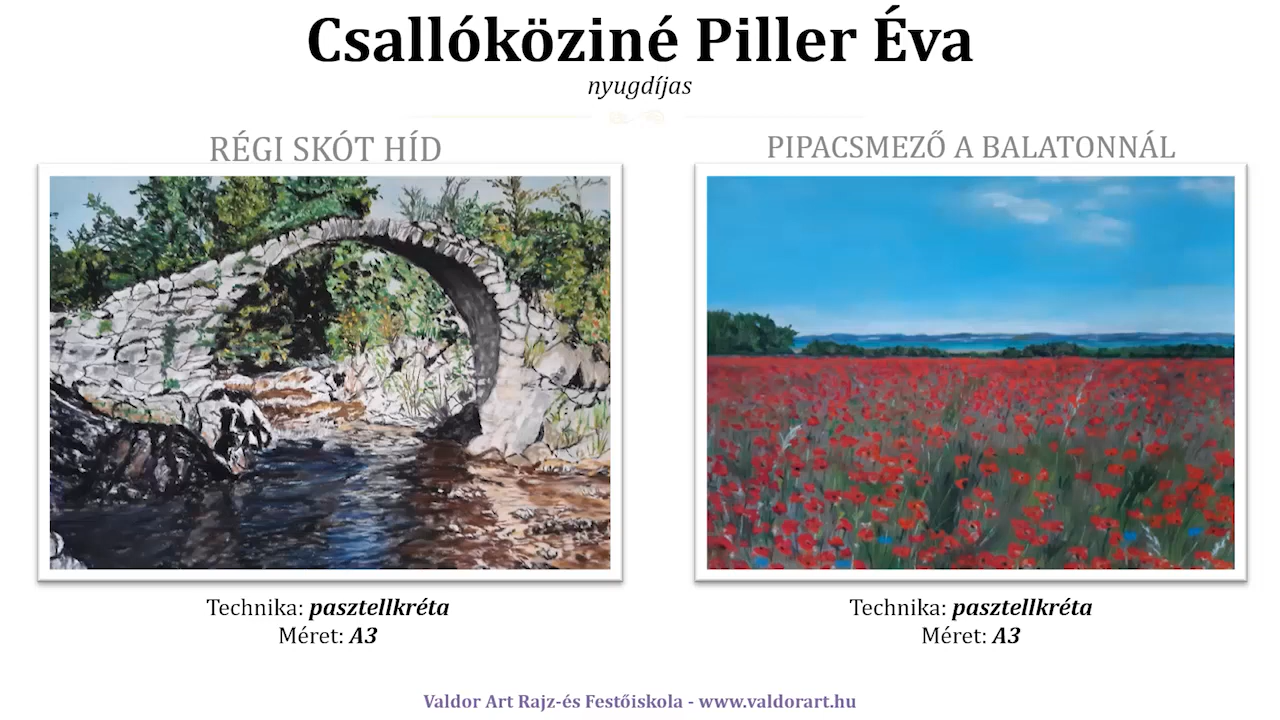 Csallóköziné Piller Éva
nyugdíjas
RÉGI SKÓT HÍD
Technika: pasztellkréta
Méret: A3
PIPACSMEZŐ A BALATONNÁL
Technika: pasztellkréta
Méret: A3
Valdor Art Rajz-és Festőiskola - www.valdorart.hu